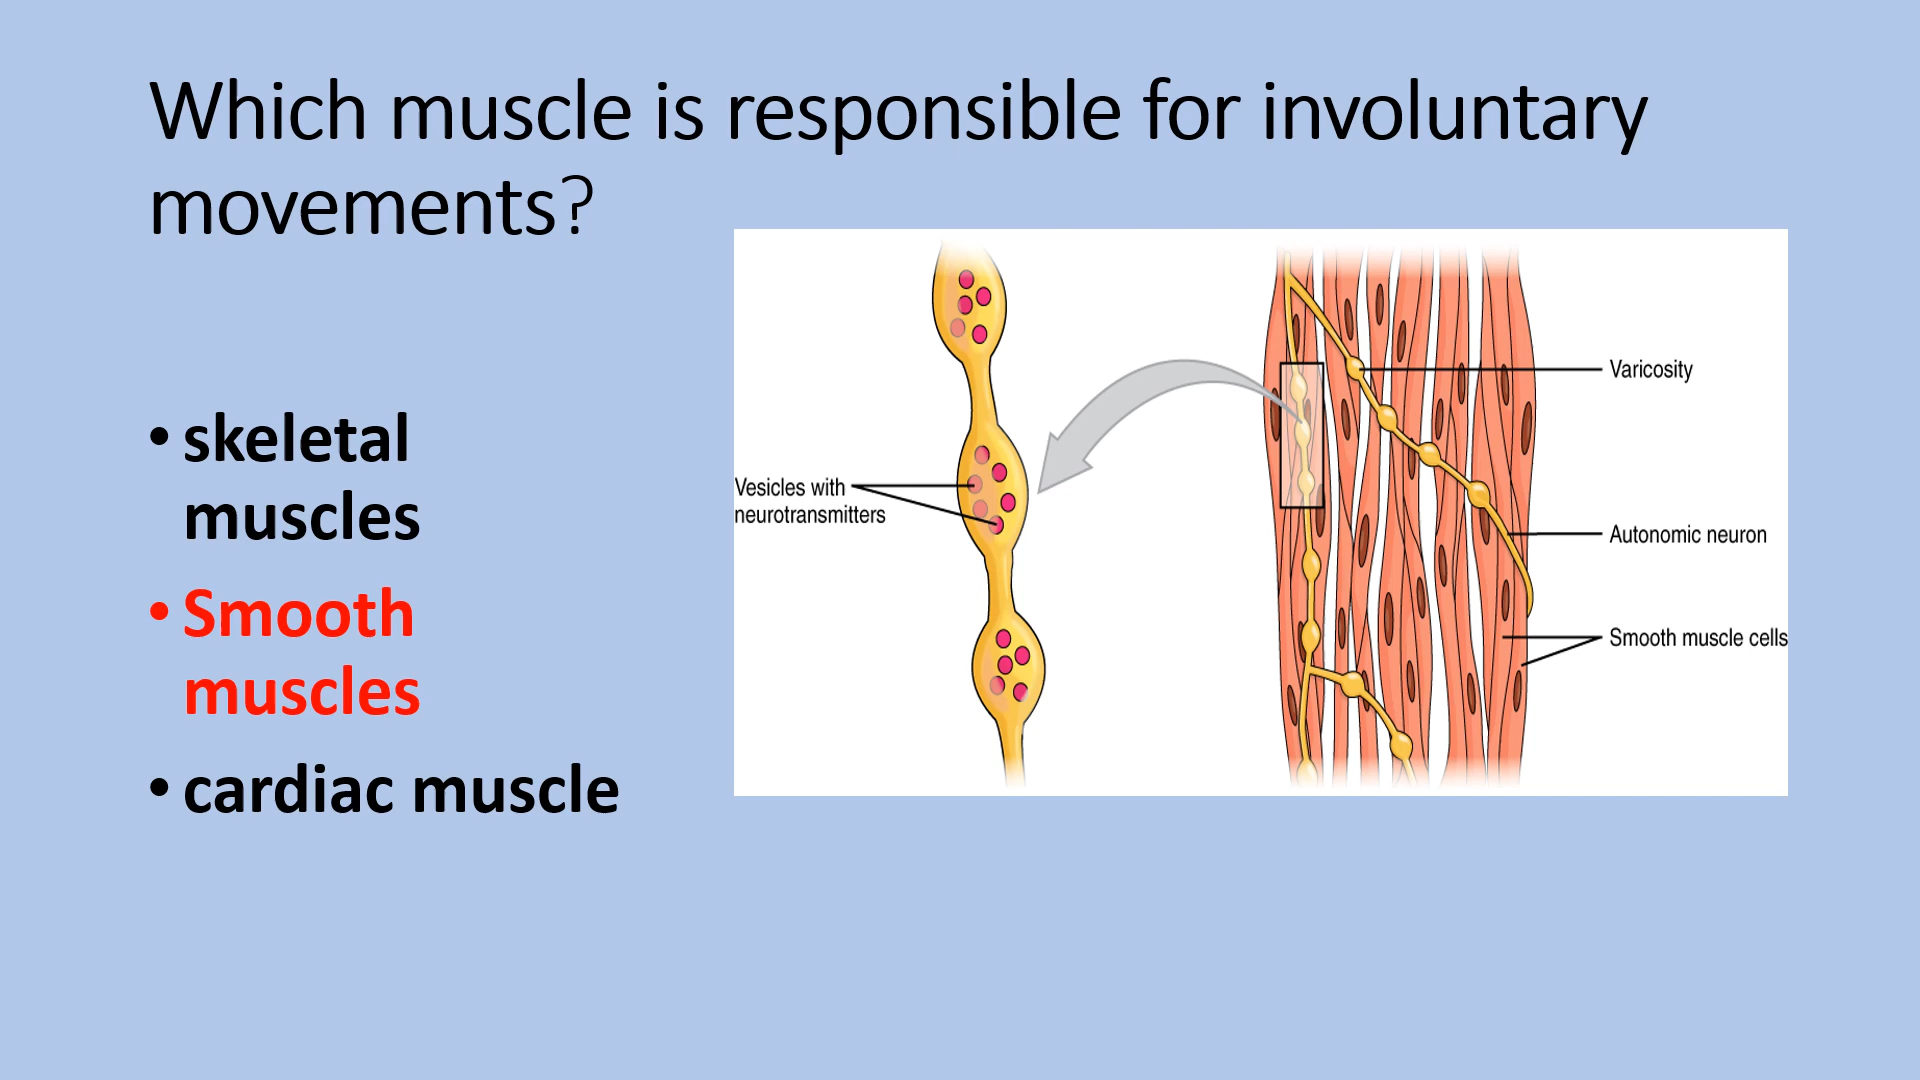 Which muscle is responsible for involuntary
movements?
• skeletal
muscles
• Smooth
muscles
• cardiac muscle
Vesicles with
neurotransmitters
Varicosity
Autonomic neuron
Smooth muscle cells